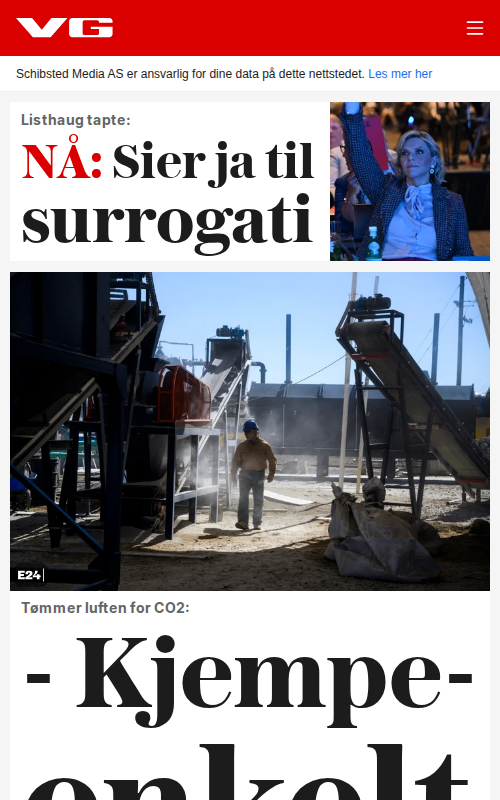 VG
Schibsted Media AS er ansvarlig for dine data på dette nettstedet. Les mer her
Listhaug tapte:
NÅ: Sier ja til
surrogati
E24
Tømmer luften for CO2:
- Kjempe-
enkelt